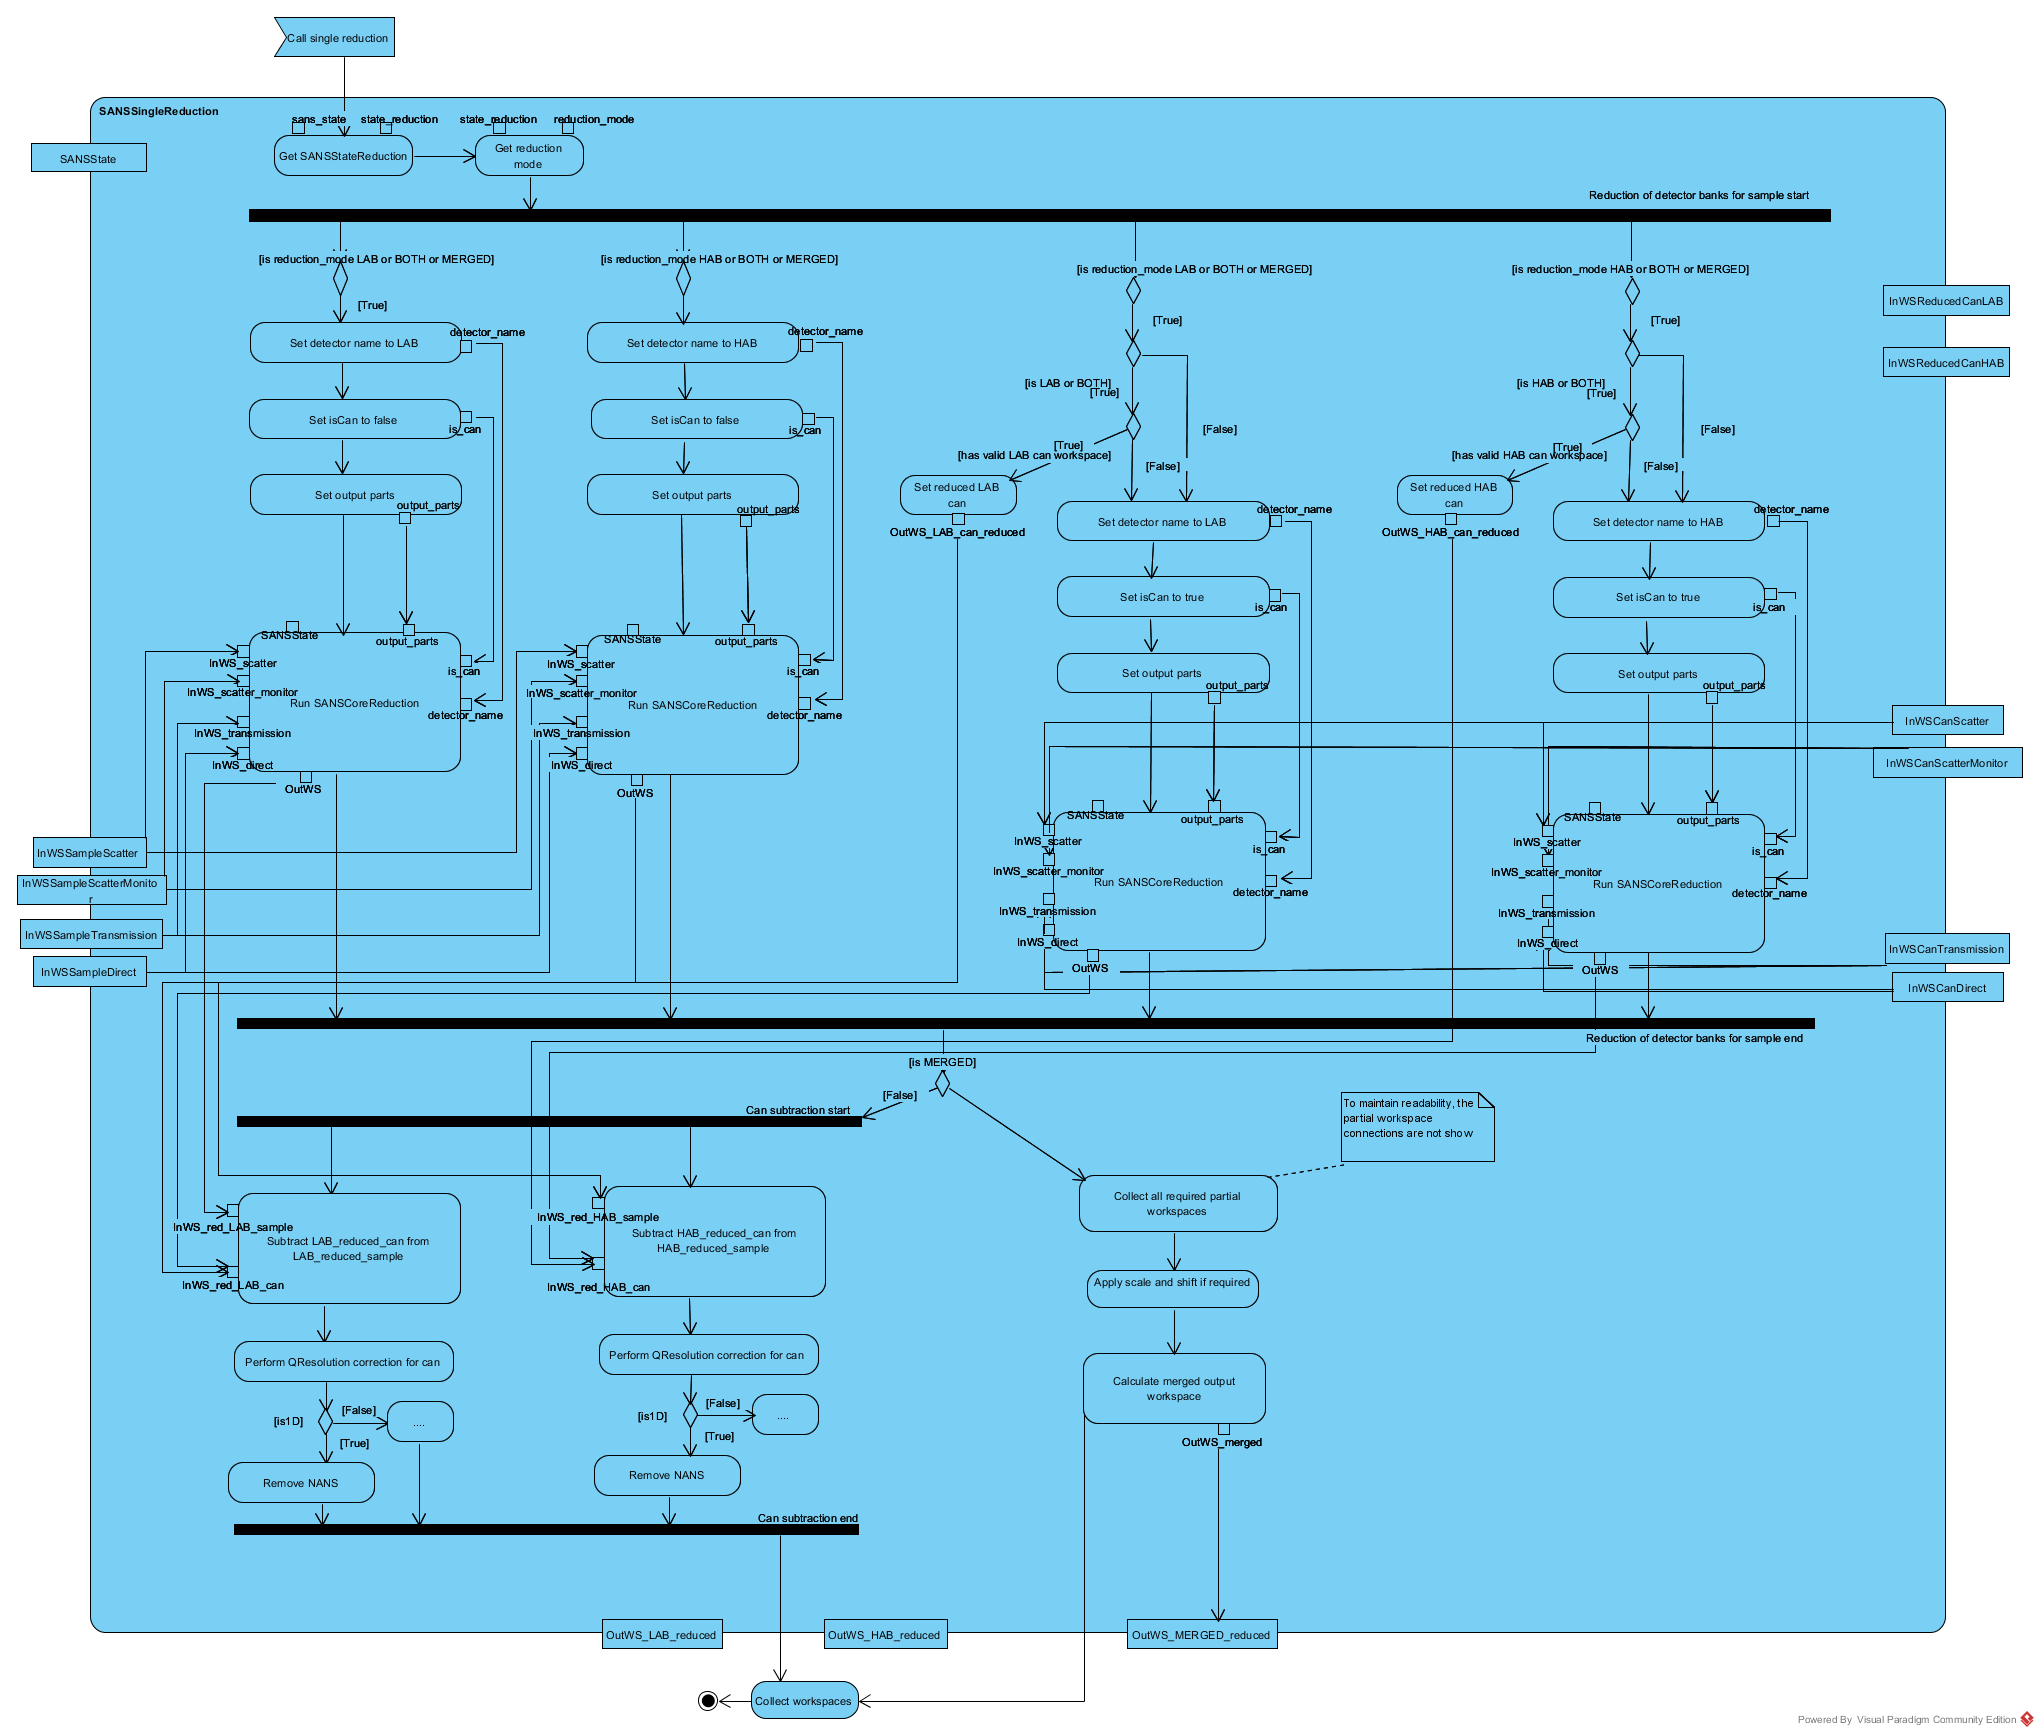 Call single reduction
SANSSingleReduction
sans_state
state_reduction
state_reduction
reduction_mode
SANSState
Get SANSStateReduction
Get reduction
mode
Reduction of detector banks for sample start
[is reduction_mode LAB or BOTH or MERGED]
[is reduction_mode HAB or BOTH or MERGED]
[is reduction_mode LAB or BOTH or MERGED]
[is reduction_mode HAB or BOTH or MERGED]
[True]
[True]
[True]
InWSReducedCanLAB
InWSReducedCanHAB
Set detector name to LAB
detector_name
Set detector name to HAB
detector_name
[is LAB or BOTH]
[True]
[is HAB or BOTH]
[True]
Set isCan to false
is_can
Set isCan to false
is_can
[False]
[False]
[True]
[has valid LAB can workspace]
[False]
[True]
[has valid HAB can workspace]
[False]
Set output parts
output_parts
Set output parts
output_parts
Set reduced LAB
can
OutWS_LAB_can_reduced
Set detector name to LAB
detector_name
Set reduced HAB
can
OutWS_HAB_can_reduced
Set detector name to HAB
detector_name
Set isCan to true
is_can
Set isCan to true
is_can
SANSState
output_parts
InWS_scatter
is_can
InWS_scatter_monitor
Run SANSCoreReduction
detector_name
InWS_transmission
InWS_direct
OutWS
SANSState
output_parts
InWS_scatter
is_can
InWS_scatter_monitor
Run SANSCoreReduction
detector_name
InWS_transmission
InWS_direct
OutWS
Set output parts
output_parts
Set output parts
output_parts
InWSCanScatter
InWSCanScatterMonitor
SANSState
output_parts
InWS_scatter
is_can
InWS_scatter_monitor
Run SANSCoreReduction
detector_name
InWS_transmission
InWS_direct
OutWS
SANSState
output_parts
InWS_scatter
is_can
InWS_scatter_monitor
Run SANSCoreReduction
detector_name
InWS_transmission
InWS_direct
OutWS
InWSSampleScatter
InWSSampleScatterMonito
r
InWSSampleTransmission
InWSSampleDirect
InWSCanTransmission
InWSCanDirect
Reduction of detector banks for sample end
[is MERGED]
[False]
Can subtraction start
To maintain readability, the
partial workspace
connections are not show
InWS_red_LAB_sample
Subtract LAB_reduced_can from
LAB_reduced_sample
InWS_red_LAB_can
InWS_red_HAB_sample
Subtract HAB_reduced_can from
HAB_reduced_sample
InWS_red_HAB_can
Collect all required partial
workspaces
Apply scale and shift if required
Perform QResolution correction for can
Perform QResolution correction for can
Calculate merged output
workspace
OutWS_merged
[is1D]
[False]
....
[True]
[is1D]
[False]
....
[True]
Remove NANS
Remove NANS
Can subtraction end
OutWS_LAB_reduced
OutWS_HAB_reduced
OutWS_MERGED_reduced
Collect workspaces
Powered By Visual Paradigm Community Edition